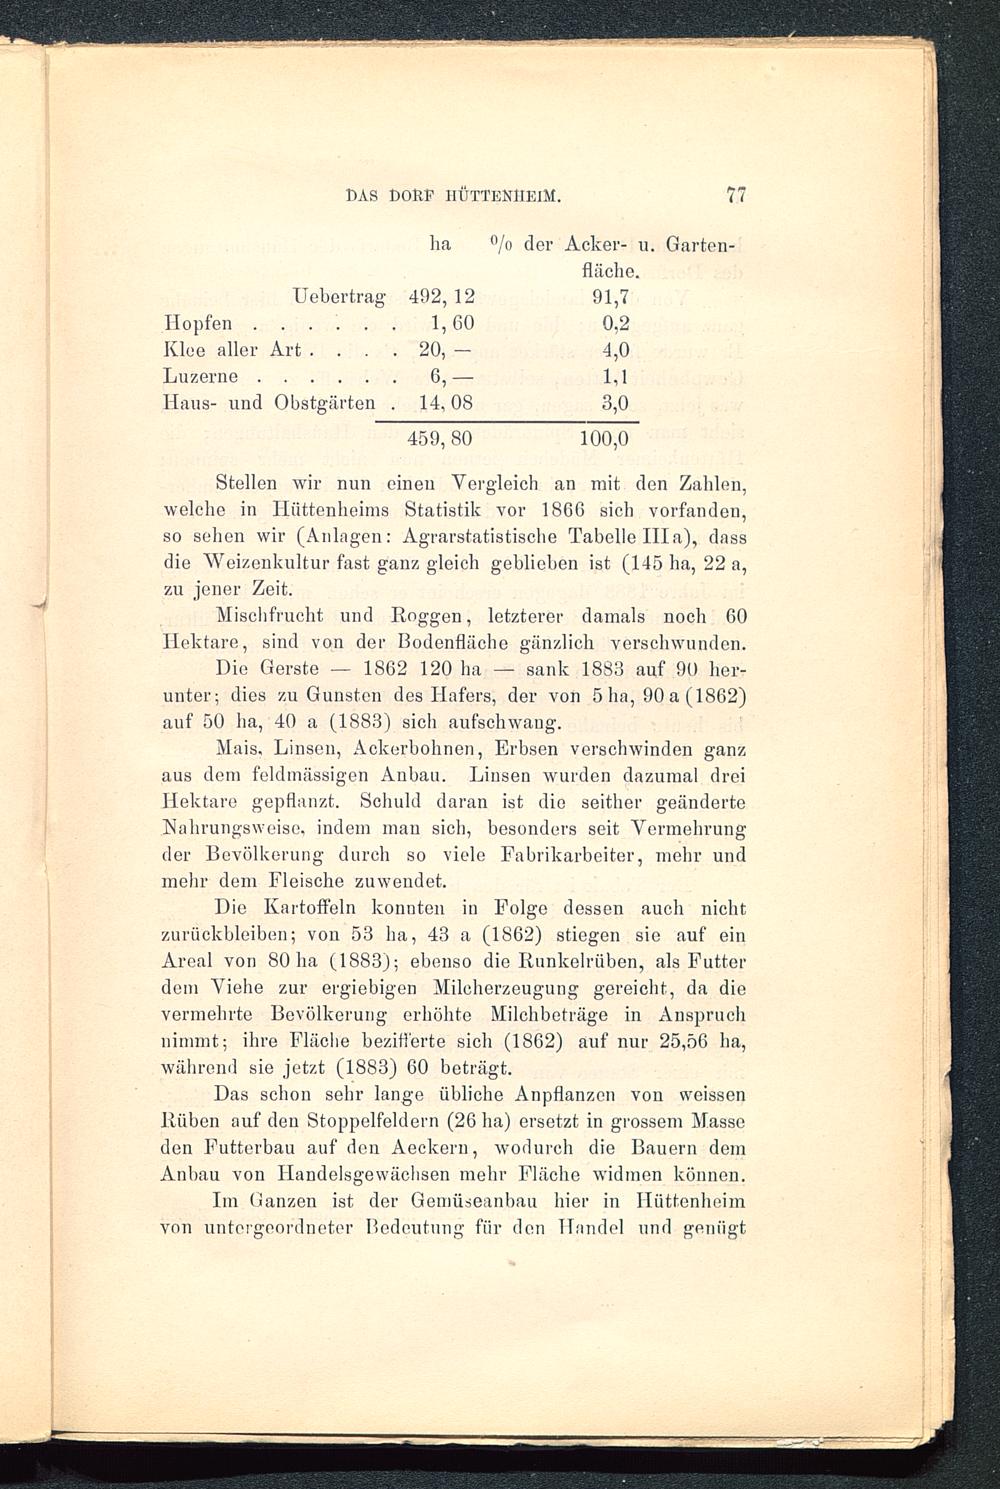 DAS DORF HÜTTENHEIM. 77
ha % der Acker- u. Garten-
fläche.
Uebertrag 492, 12 91,7
Hopfen . . . . . . 1, 60 0,2
Klee aller Art . . . . 20, — 4,0
Luzerne . . . . . . 6, — 1,1
Haus- und Obstgärten . 14, 08 3,0
459, 80 100,0
Stellen wir nun einen Vergleich an mit den Zahlen,
welche in Hüttenheims Statistik vor 1866 sich vorfanden,
so sehen wir (Anlagen: Agrarstatistische Tabelle IIIa), dass
die Weizenkultur fast ganz gleich geblieben ist (145 ha, 22 a,
zu jener Zeit.
Mischfrucht und Roggen, letzterer damals noch 60
Hektare, sind von der Bodenfläche gänzlich verschwunden.
Die Gerste — 1862 120 ha — sank 1883 auf 90 her-
unter; dies zu Gunsten des Hafers, der von 5 ha, 90 a (1862)
auf 50 ha, 40 a (1883) sich aufschwang.
Mais, Linsen, Ackerbohnen, Erbsen verschwinden ganz
aus dem feldmässigen Anbau. Linsen wurden dazumal drei
Hektare gepflanzt. Schuld daran ist die seither geänderte
Nahrungsweise, indem man sich, besonders seit Vermehrung
der Bevölkerung durch so viele Fabrikarbeiter, mehr und
mehr dem Fleische zuwendet.
Die Kartoffeln konnten in Folge dessen auch nicht
zurückbleiben; von 53 ha, 43 a (1862) stiegen sie auf ein
Areal von 80 ha (1883); ebenso die Runkelrüben, als Futter
dem Viehe zur ergiebigen Milcherzeugung gereicht, da die
vermehrte Bevölkerung erhöhte Milchbeträge in Anspruch
nimmt; ihre Fläche bezifferte sich (1862) auf nur 25,56 ha,
während sie jetzt (1883) 60 beträgt.
Das schon sehr lange übliche Anpflanzen von weissen
Rüben auf den Stoppelfeldern (26 ha) ersetzt in grossem Masse
den Futterbau auf den Aeckern, wodurch die Bauern dem
Anbau von Handelsgewächsen mehr Fläche widmen können.
Im Ganzen ist der Gemüseanbau hier in Hüttenheim
von untergeordneter Bedeutung für den Handel und genügt